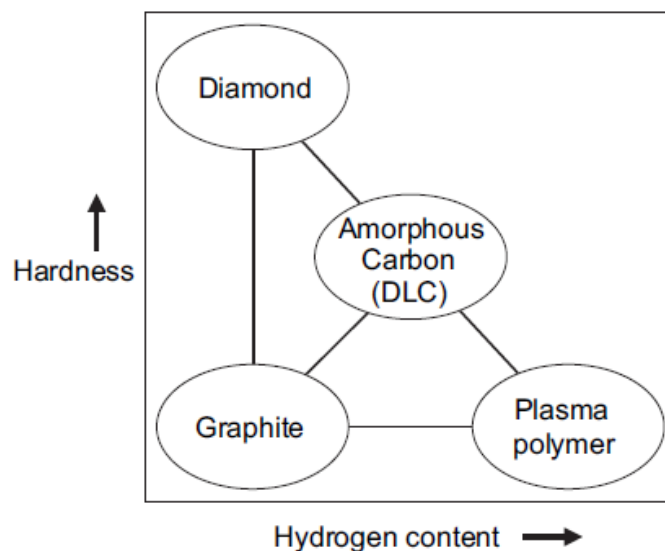 Diamond
Amorphous
Carbon
(DLC)
Hardness
Graphite
Plasma
polymer
Hydrogen content